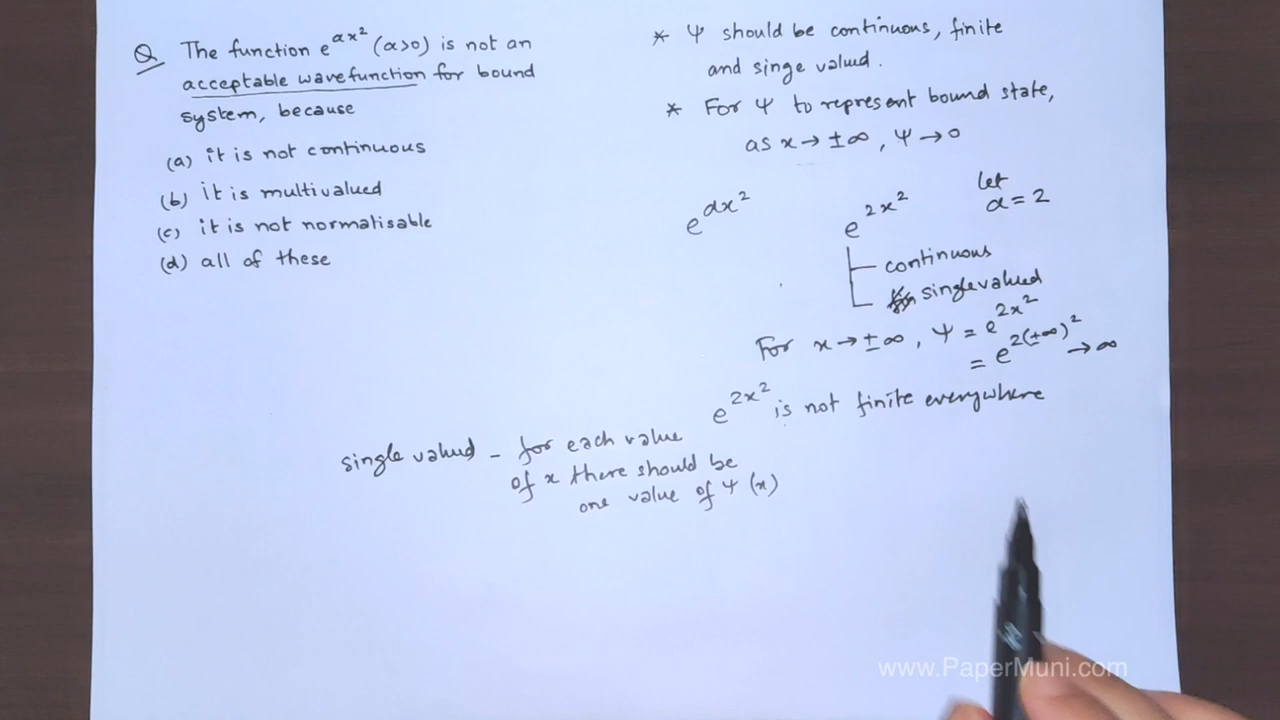 Q The function e^αx² (α>0) is not an
acceptable wavefunction for bound
system, because
(a) it is not continuous
(b) it is multivalued
(c) it is not normatisable
(d) all of these
* Ψ should be continuous, finite
and singe valud.
* For Ψ to represent bound state,
as x→ ±∞, Ψ→0
e^αx²
e^2x²
let
α=2
continuous
singlevalued
For x→±∞, Ψ = e^2x²
= e^2(±∞)² →∞
e^2x² is not finite everywhere
single valud - for each value
of x there should be
one value of Ψ(x)
www.PaperMuni.com